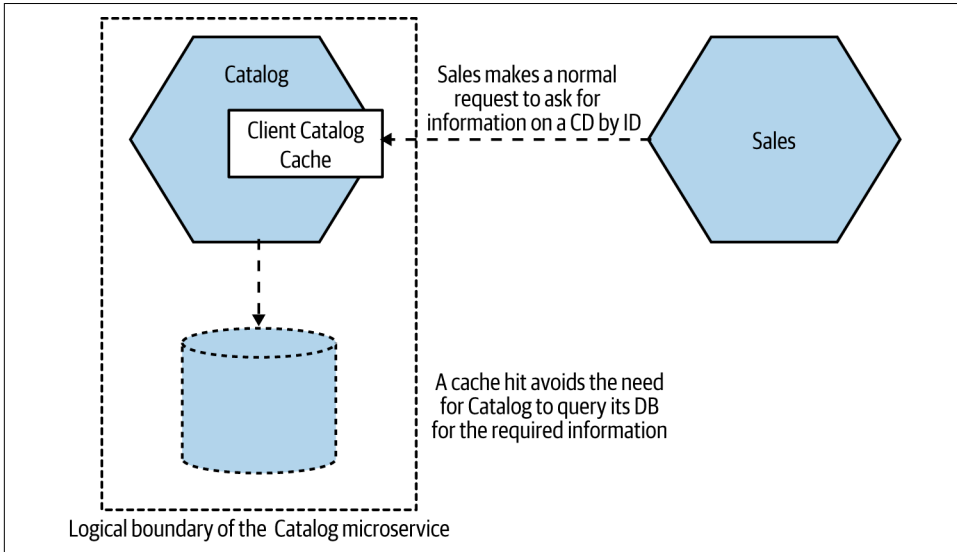 Catalog
Client Catalog
Cache
Sales makes a normal
request to ask for
information on a CD by ID
Sales
A cache hit avoids the need
for Catalog to query its DB
for the required information
Logical boundary of the Catalog microservice